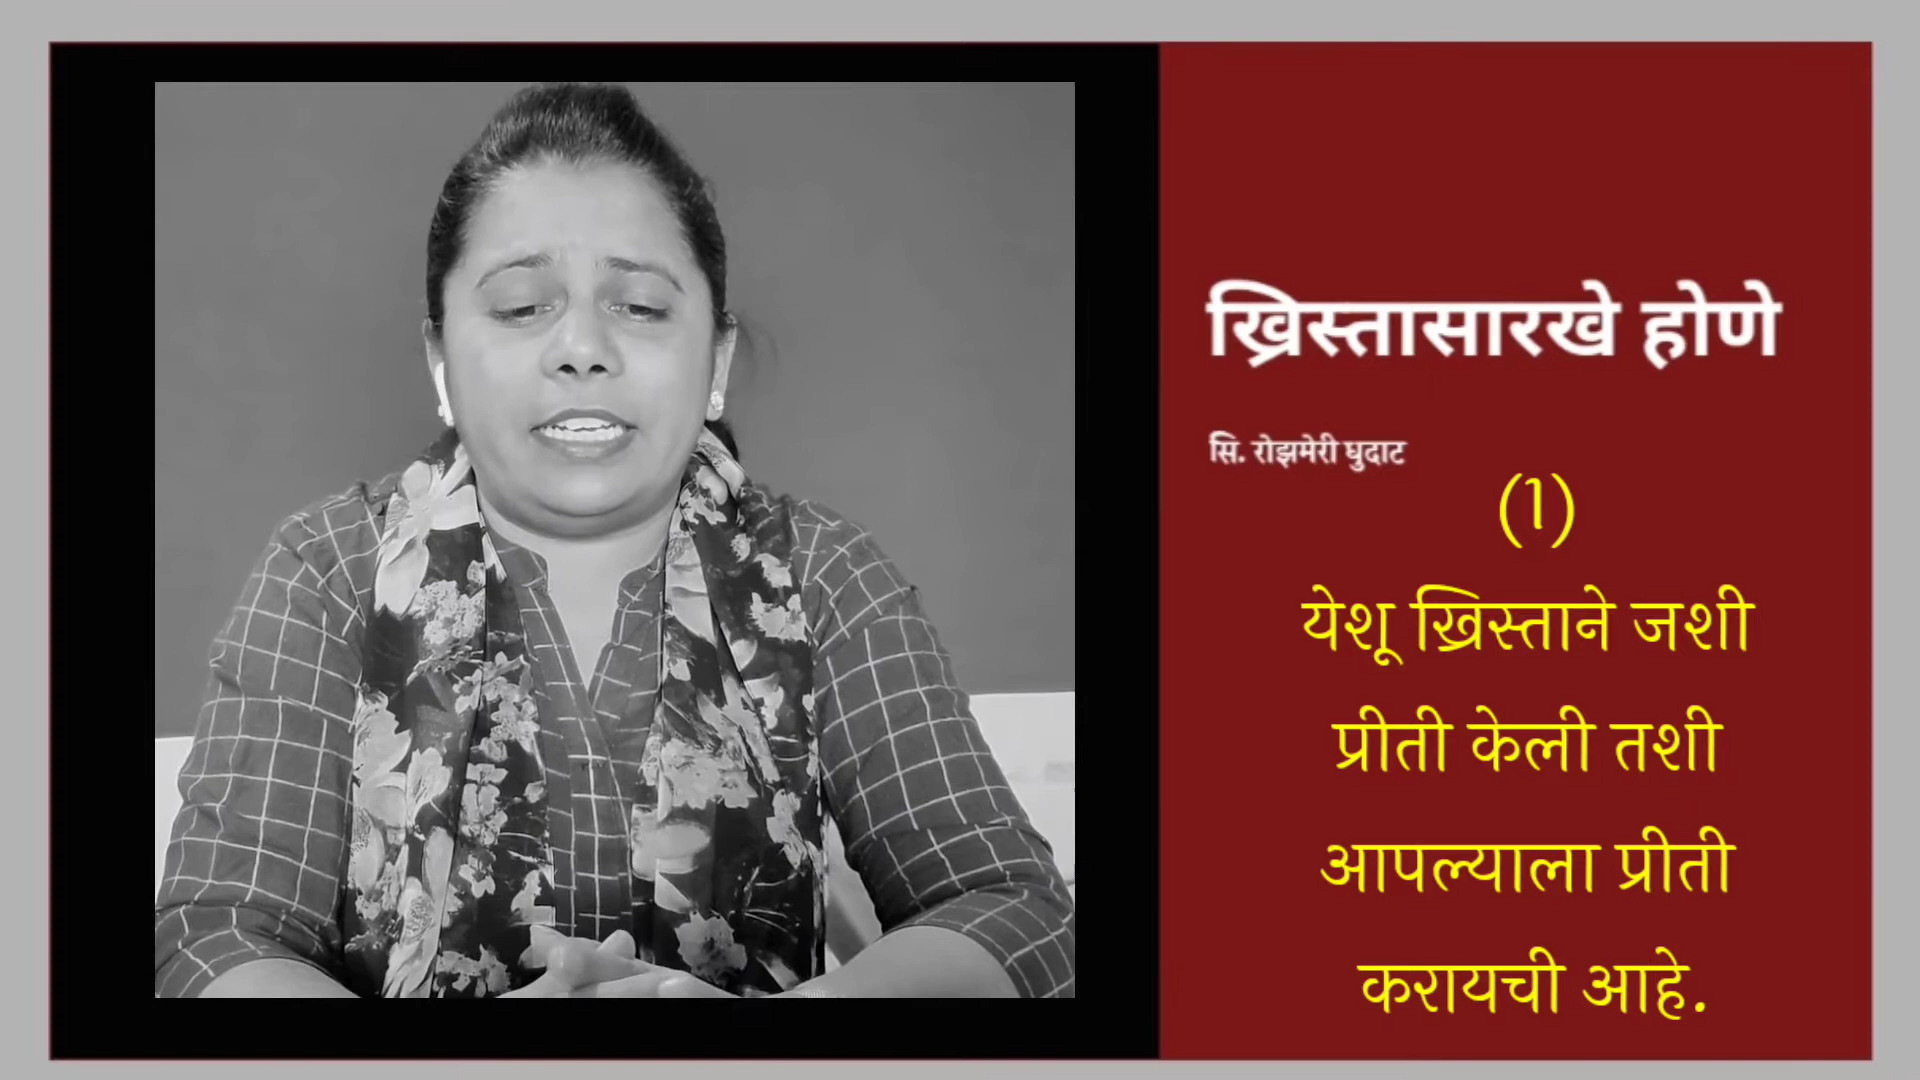 ख्रिस्तासारखे होणे
सि. रोझमेरी घुदाट
(1)
येशू ख्रिस्ताने जशी
प्रीती केली तशी
आपल्याला प्रीती
करायची आहे.